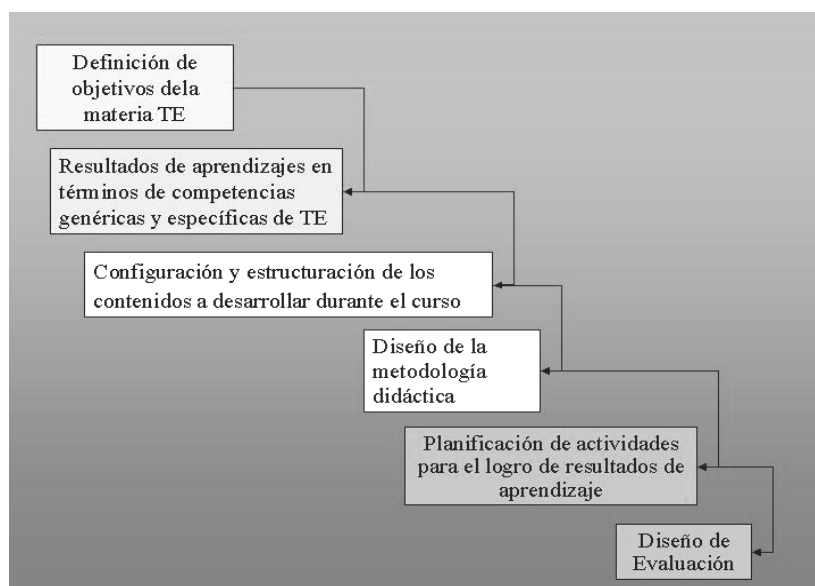 Definición de
objetivos dela
materia TE
Resultados de aprendizajes en
términos de competencias
genéricas y específicas de TE
Configuración y estructuración de los
contenidos a desarrollar durante el curso
Diseño de la
metodología
didáctica
Planificación de actividades
para el logro de resultados de
aprendizaje
Diseño de
Evaluación